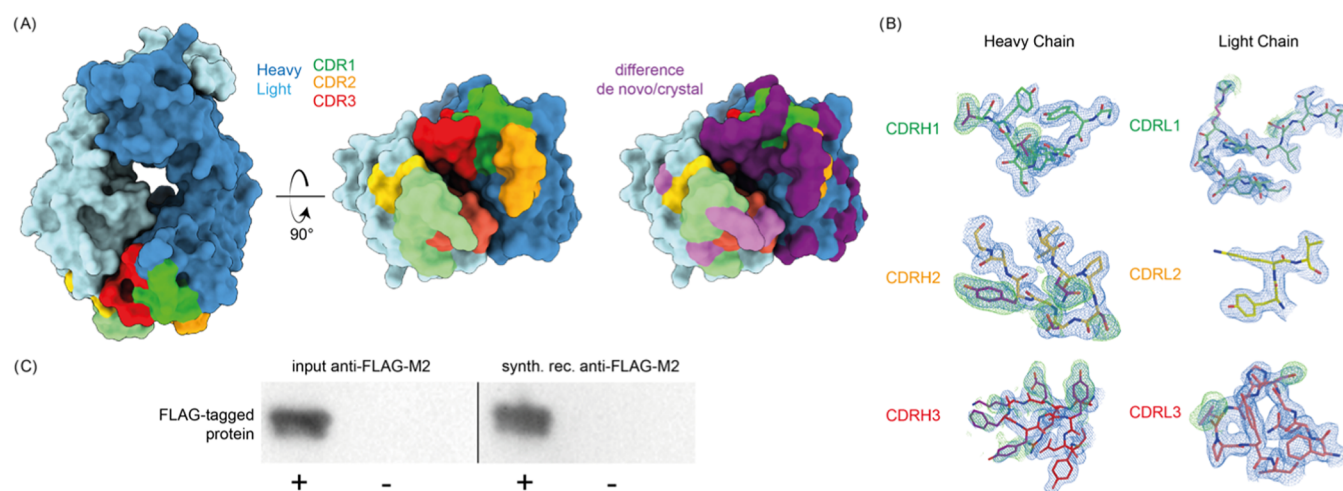 (A)
Heavy
Light
CDR1
CDR2
CDR3
90°
difference
de novo/crystal
(B)
Heavy Chain
Light Chain
CDRH1
CDRL1
CDRH2
CDRL2
CDRH3
CDRL3
(C)
input anti-FLAG-M2
synth. rec. anti-FLAG-M2
FLAG-tagged
protein
+ - + -